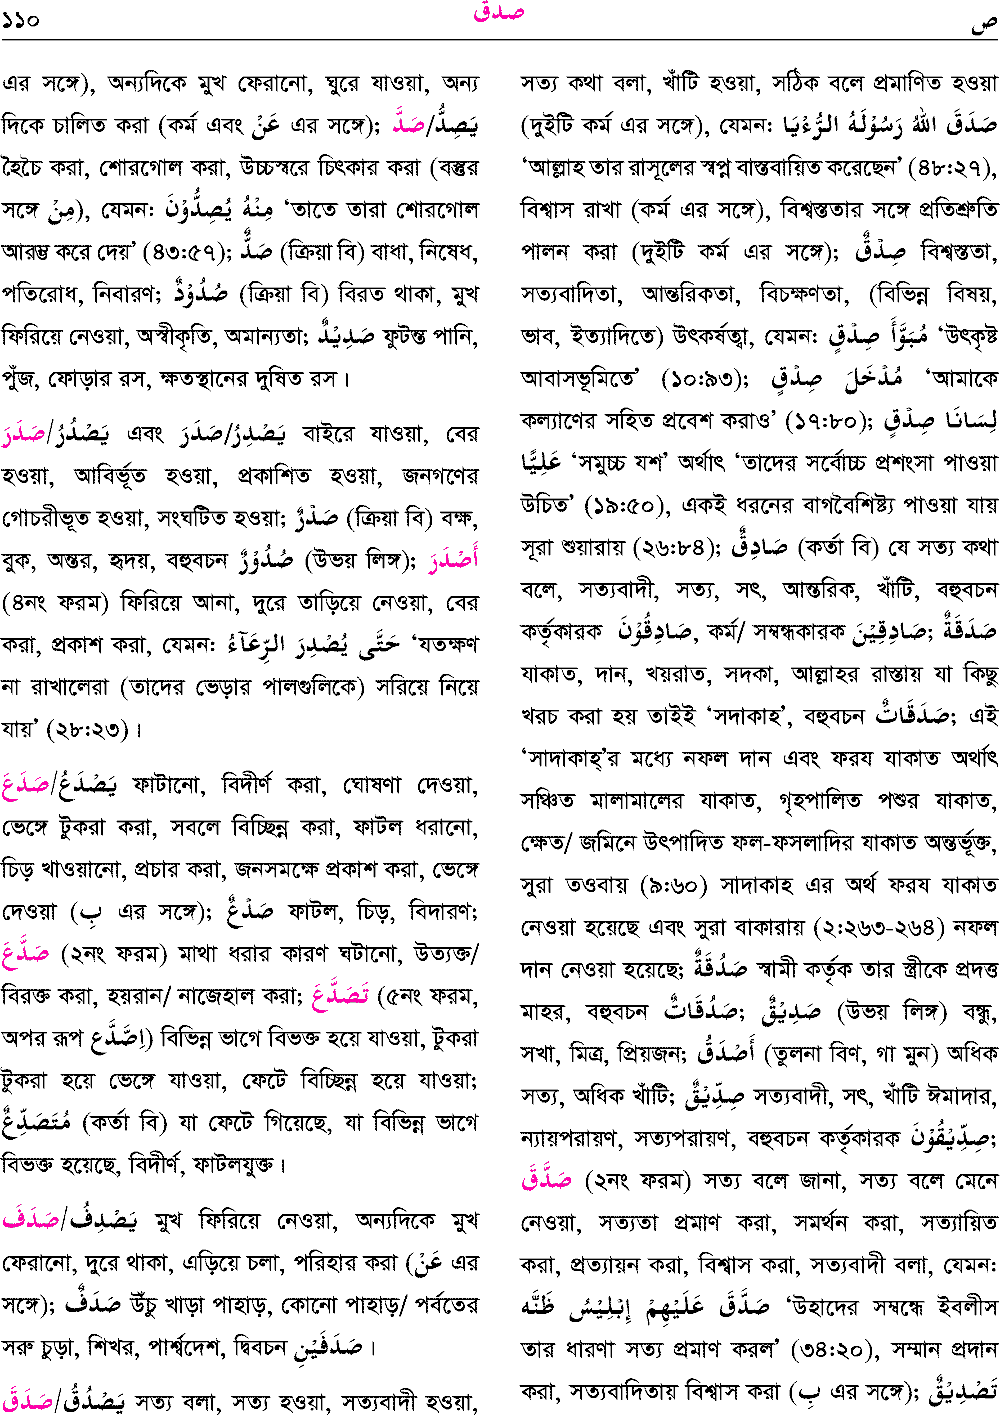 ১১০ صدق ص
এর সঙ্গে), অন্যদিকে মুখ ফেরানো, ঘুরে যাওয়া, অন্য
দিকে চালিত করা (কর্ম এবং عَنْ এর সঙ্গে); صَدَّ/يَصِدُّ
হৈচৈ করা, শোরগোল করা, উচ্চস্বরে চিৎকার করা (বস্তুর
সঙ্গে مِنْ), যেমন: مِنْهُ يُصِدُّوْنَ ‘তাতে তারা শোরগোল
আরম্ভ করে দেয়’ (৪৩:৫৭); صَدٌّ (ক্রিয়া বি) বাধা, নিষেধ,
পতিরোধ, নিবারণ; صُدُوْدٌ (ক্রিয়া বি) বিরত থাকা, মুখ
ফিরিয়ে নেওয়া, অস্বীকৃতি, অমান্যতা; صَدِيْدٌ ফুটন্ত পানি,
পুঁজ, ফোড়ার রস, ক্ষতস্থানের দুষিত রস।
صَدَرَ/يَصْدُرُ এবং صَدَرَ/يَصْدِرُ বাইরে যাওয়া, বের
হওয়া, আবির্ভূত হওয়া, প্রকাশিত হওয়া, জনগণের
গোচরীভূত হওয়া, সংঘটিত হওয়া; صَدْرٌ (ক্রিয়া বি) বক্ষ,
বুক, অন্তর, হৃদয়, বহুবচন صُدُوْرٌ (উভয় লিঙ্গ); أَصْدَرَ
(৪নং ফরম) ফিরিয়ে আনা, দুরে তাড়িয়ে নেওয়া, বের
করা, প্রকাশ করা, যেমন: حَتَّى يُصْدِرَ الرِّعَآءُ ‘যতক্ষণ
না রাখালেরা (তাদের ভেড়ার পালগুলিকে) সরিয়ে নিয়ে
যায়’ (২৮:২৩)।
صَدَعَ/يَصْدَعُ ফাটানো, বিদীর্ণ করা, ঘোষণা দেওয়া,
ভেঙ্গে টুকরা করা, সবলে বিচ্ছিন্ন করা, ফাটল ধরানো,
চিড় খাওয়ানো, প্রচার করা, জনসমক্ষে প্রকাশ করা, ভেঙ্গে
দেওয়া (بِ এর সঙ্গে); صَدْعٌ ফাটল, চিড়, বিদারণ;
صَدَّعَ (২নং ফরম) মাথা ধরার কারণ ঘটানো, উত্যক্ত/
বিরক্ত করা, হয়রান/ নাজেহাল করা; تَصَدَّعَ (৫নং ফরম,
অপর রূপ اِصَّدَّع) বিভিন্ন ভাগে বিভক্ত হয়ে যাওয়া, টুকরা
টুকরা হয়ে ভেঙ্গে যাওয়া, ফেটে বিচ্ছিন্ন হয়ে যাওয়া;
مُتَصَدِّعٌ (কর্তা বি) যা ফেটে গিয়েছে, যা বিভিন্ন ভাগে
বিভক্ত হয়েছে, বিদীর্ণ, ফাটলযুক্ত।
صَدَفَ/يَصْدِفُ মুখ ফিরিয়ে নেওয়া, অন্যদিকে মুখ
ফেরানো, দুরে থাকা, এড়িয়ে চলা, পরিহার করা (عَنْ এর
সঙ্গে); صَدَفٌ উঁচু খাড়া পাহাড়, কোনো পাহাড়/ পর্বতের
সরু চুড়া, শিখর, পার্শ্বদেশ, দ্বিবচন صَدَفَيْنِ।
صَدَقَ/يَصْدُقُ সত্য বলা, সত্য হওয়া, সত্যবাদী হওয়া,
সত্য কথা বলা, খাঁটি হওয়া, সঠিক বলে প্রমাণিত হওয়া
(দুইটি কর্ম এর সঙ্গে), যেমন: صَدَقَ اللهُ رَسُوْلَهُ الرُّءْيَا
‘আল্লাহ তার রাসূলের স্বপ্ন বাস্তবায়িত করেছেন’ (৪৮:২৭),
বিশ্বাস রাখা (কর্ম এর সঙ্গে), বিশ্বস্ততার সঙ্গে প্রতিশ্রুতি
পালন করা (দুইটি কর্ম এর সঙ্গে); صِدْقٌ বিশ্বস্ততা,
সত্যবাদিতা, আন্তরিকতা, বিচক্ষণতা, (বিভিন্ন বিষয়,
ভাব, ইত্যাদিতে) উৎকর্ষত্বা, যেমন: مُبَوَّأَ صِدْقٍ ‘উৎকৃষ্ট
আবাসভূমিতে’ (১০:৯৩); مُدْخَلَ صِدْقٍ ‘আমাকে
কল্যাণের সহিত প্রবেশ করাও’ (১৭:৮০); لِسَانَا صِدْقٍ
عَلِيًّا ‘সমুচ্চ যশ’ অর্থাৎ ‘তাদের সর্বোচ্চ প্রশংসা পাওয়া
উচিত’ (১৯:৫০), একই ধরনের বাগবৈশিষ্ট্য পাওয়া যায়
সূরা শুয়ারায় (২৬:৮৪); صَادِقٌ (কর্তা বি) যে সত্য কথা
বলে, সত্যবাদী, সত্য, সৎ, আন্তরিক, খাঁটি, বহুবচন
কর্তৃকারক صَادِقُوْنَ, কর্ম/ সম্বন্ধকারক صَادِقِيْنَ; صَدَقَةٌ
যাকাত, দান, খয়রাত, সদকা, আল্লাহর রাস্তায় যা কিছু
খরচ করা হয় তাইই ‘সদাকাহ’, বহুবচন صَدَقَاتٌ; এই
‘সাদাকাহ্’র মধ্যে নফল দান এবং ফরয যাকাত অর্থাৎ
সঞ্চিত মালামালের যাকাত, গৃহপালিত পশুর যাকাত,
ক্ষেত/ জমিনে উৎপাদিত ফল-ফসলাদির যাকাত অন্তর্ভূক্ত,
সুরা তওবায় (৯:৬০) সাদাকাহ এর অর্থ ফরয যাকাত
নেওয়া হয়েছে এবং সুরা বাকারায় (২:২৬৩-২৬৪) নফল
দান নেওয়া হয়েছে; صَدُقَةٌ স্বামী কর্তৃক তার স্ত্রীকে প্রদত্ত
মাহর, বহুবচন صَدُقَاتٌ; صَدِيْقٌ (উভয় লিঙ্গ) বন্ধু,
সখা, মিত্র, প্রিয়জন; أَصْدَقُ (তুলনা বিণ, গা মুন) অধিক
সত্য, অধিক খাঁটি; صِدِّيْقٌ সত্যবাদী, সৎ, খাঁটি ঈমাদার,
ন্যায়পরায়ণ, সত্যপরায়ণ, বহুবচন কর্তৃকারক صِدِّيْقُوْنَ;
صَدَّقَ (২নং ফরম) সত্য বলে জানা, সত্য বলে মেনে
নেওয়া, সত্যতা প্রমাণ করা, সমর্থন করা, সত্যায়িত
করা, প্রত্যায়ন করা, বিশ্বাস করা, সত্যবাদী বলা, যেমন:
صَدَّقَ عَلَيْهِمْ إِبْلِيْسُ ظَنَّه ‘উহাদের সম্বন্ধে ইবলীস
তার ধারণা সত্য প্রমাণ করল’ (৩৪:২০), সম্মান প্রদান
করা, সত্যবাদিতায় বিশ্বাস করা (بِ এর সঙ্গে); تَصْدِيْقٌ